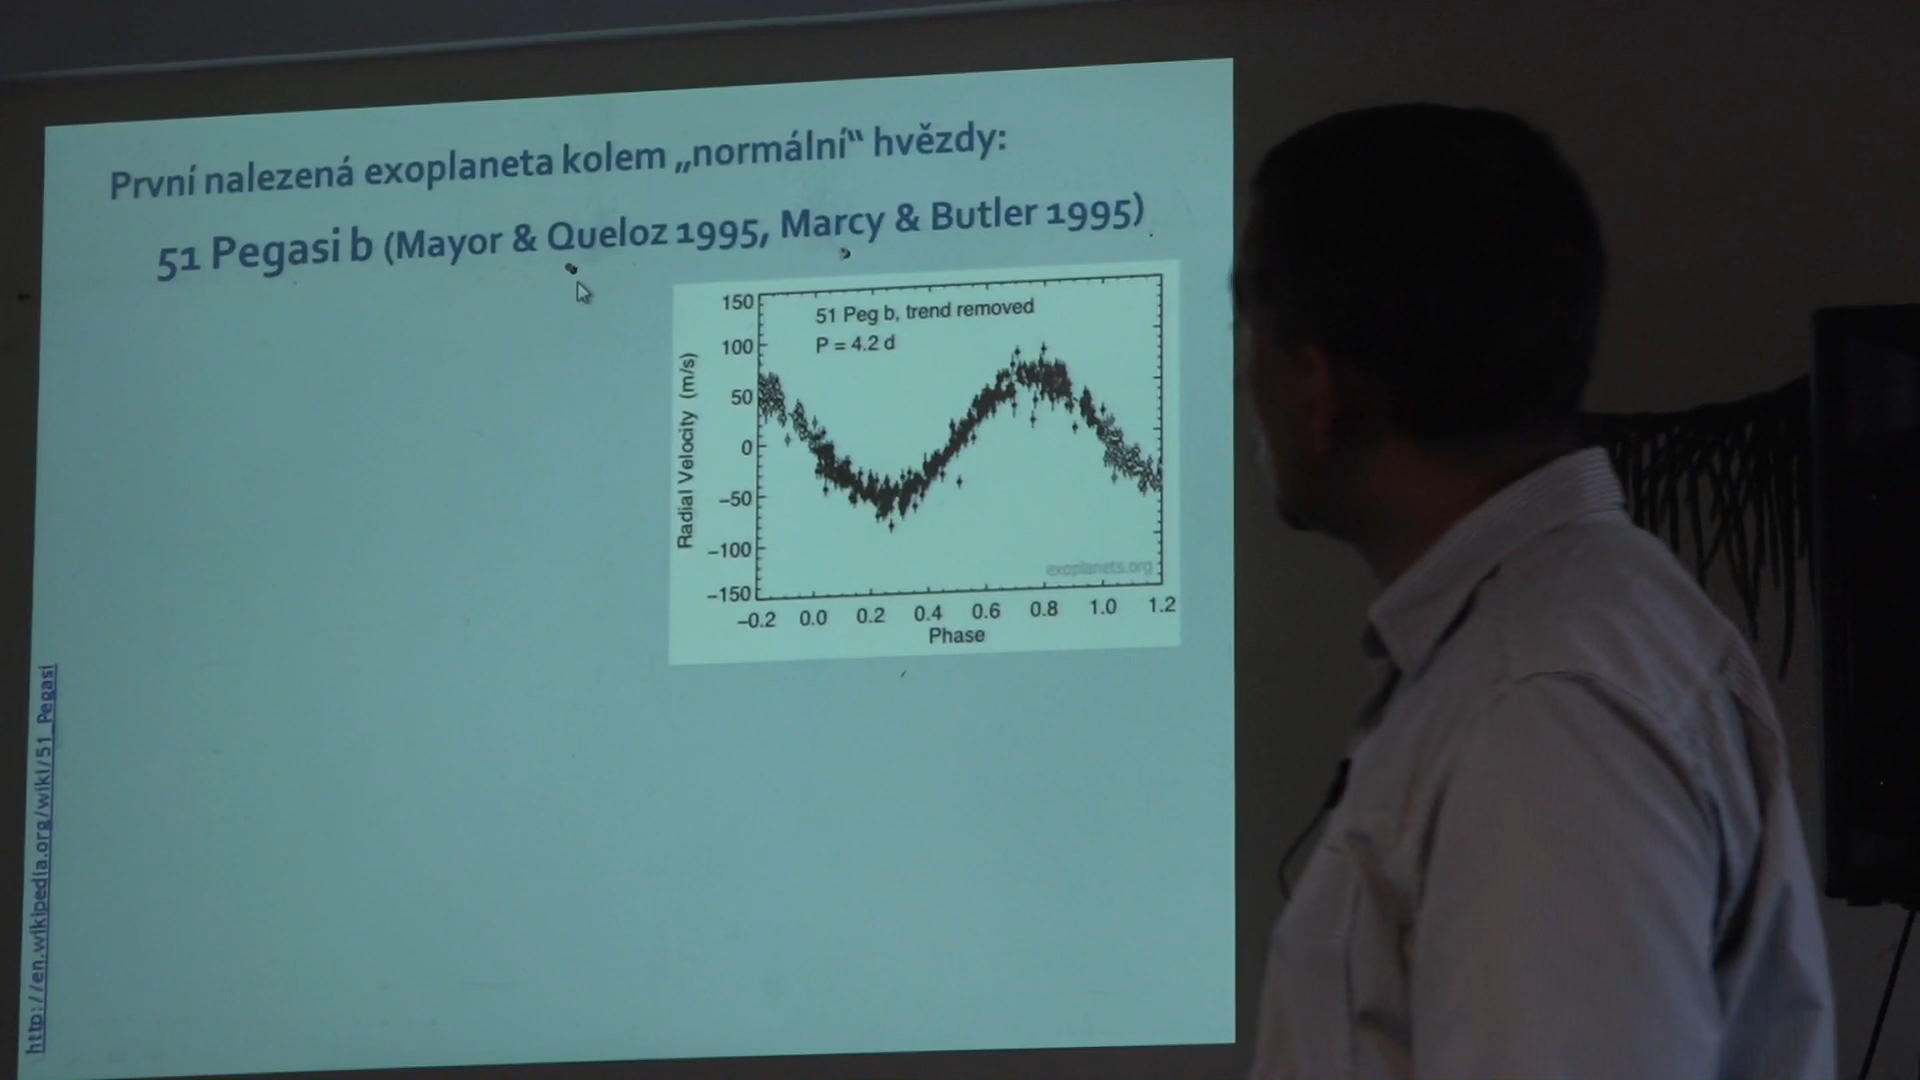 První nalezená exoplaneta kolem „normální“ hvězdy:
51 Pegasi b (Mayor & Queloz 1995, Marcy & Butler 1995)
51 Peg b, trend removed
P = 4.2 d
Radial Velocity (m/s)
150
100
50
0
−50
−100
−150
exoplanets.org
−0.2 0.0 0.2 0.4 0.6 0.8 1.0 1.2
Phase
http://en.wikipedia.org/wiki/51_Pegasi